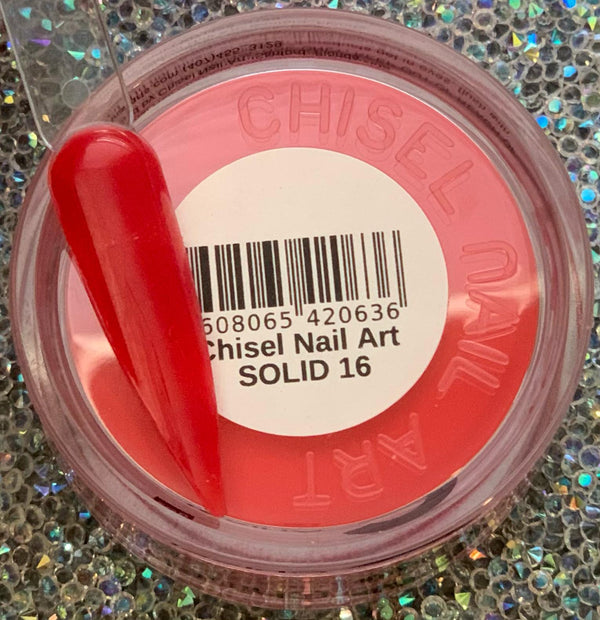 CHISEL NAIL ART
608065 420636
Chisel Nail Art
SOLID 16